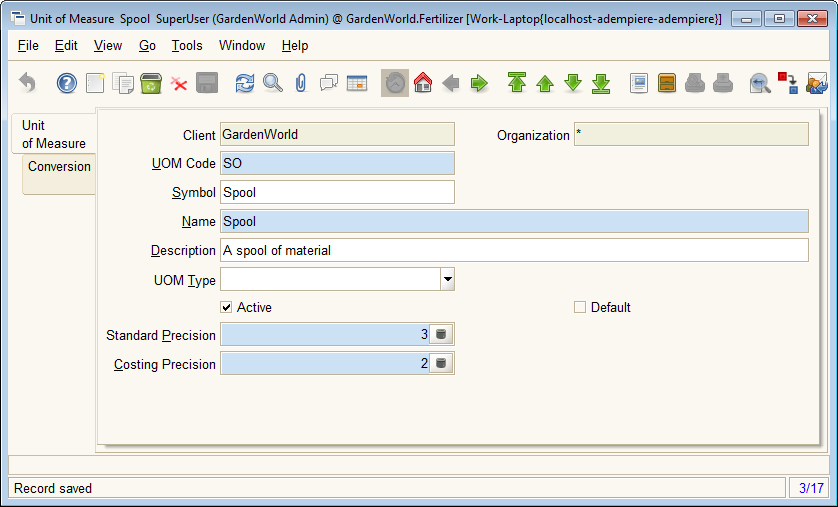 Unit of Measure Spool SuperUser (GardenWorld Admin) @ GardenWorld.Fertilizer [Work-Laptop{localhost-adempiere-adempiere}]
File Edit View Go Tools Window Help
Unit
of Measure
Conversion
Client GardenWorld Organization *
UOM Code SO
Symbol Spool
Name Spool
Description A spool of material
UOM Type
Active Default
Standard Precision 3
Costing Precision 2
Record saved 3/17